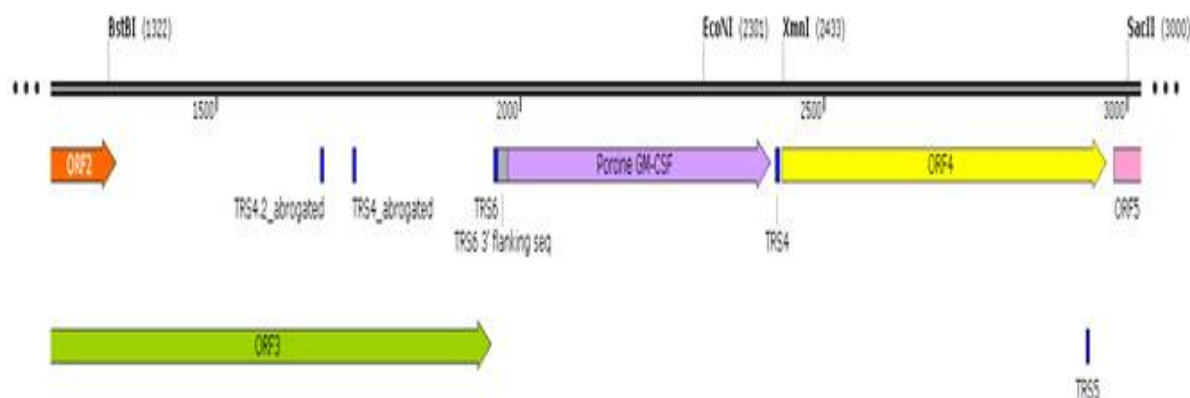 BstBI (1322)
EcoNI (2301)
XmnI (2433)
SacII (3000)
1500
2000
2500
3000
ORF2
Porcine GM-CSF
ORF4
TRS4.2_abrogated
TRS4_abrogated
TRS6
TRS6 3' flanking seq
TRS4
ORF5
ORF3
TRS5